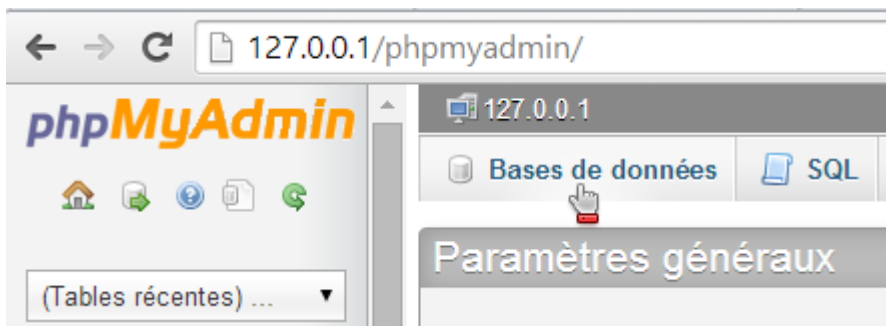 127.0.0.1/phpmyadmin/
phpMyAdmin
(Tables récentes) ...
127.0.0.1
Bases de données
SQL
Paramètres généraux